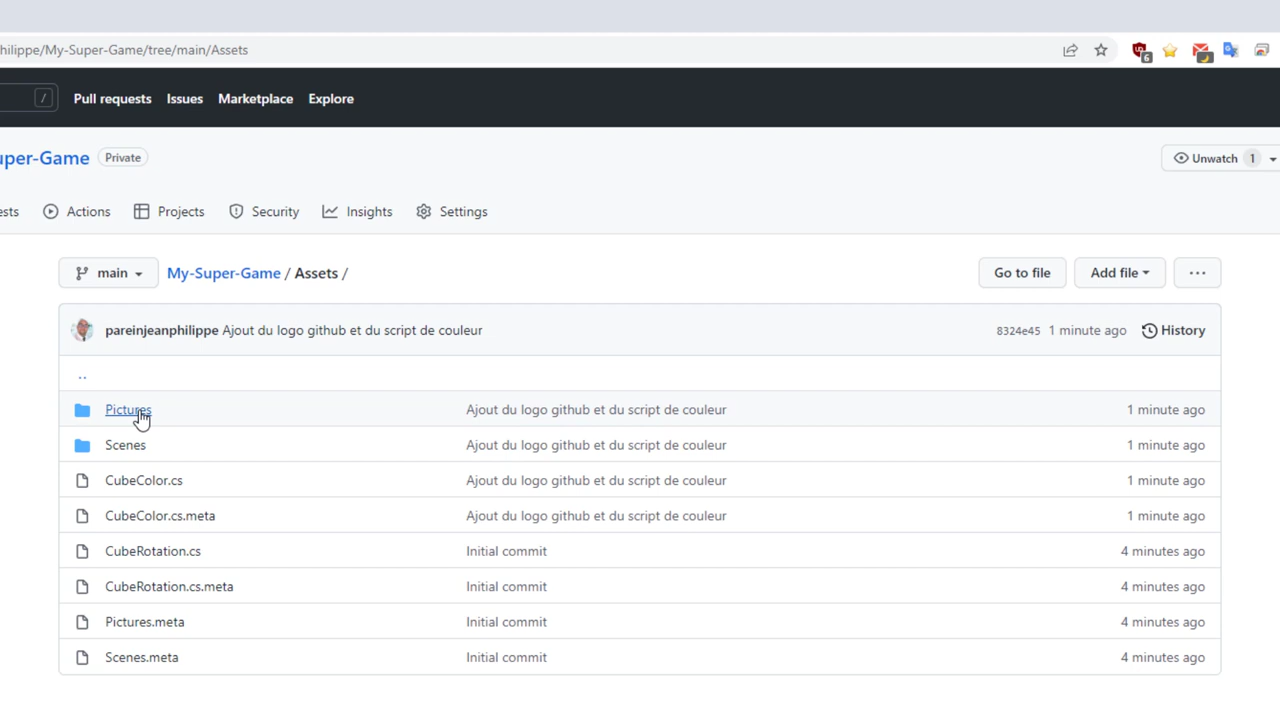 hilippe/My-Super-Game/tree/main/Assets
6
/ Pull requests Issues Marketplace Explore
uper-Game Private
Unwatch 1
ests Actions Projects Security Insights Settings
main My-Super-Game / Assets / Go to file Add file ...
pareinjeanphilippe Ajout du logo github et du script de couleur 8324e45 1 minute ago History
..
Pictures Ajout du logo github et du script de couleur 1 minute ago
Scenes Ajout du logo github et du script de couleur 1 minute ago
CubeColor.cs Ajout du logo github et du script de couleur 1 minute ago
CubeColor.cs.meta Ajout du logo github et du script de couleur 1 minute ago
CubeRotation.cs Initial commit 4 minutes ago
CubeRotation.cs.meta Initial commit 4 minutes ago
Pictures.meta Initial commit 4 minutes ago
Scenes.meta Initial commit 4 minutes ago